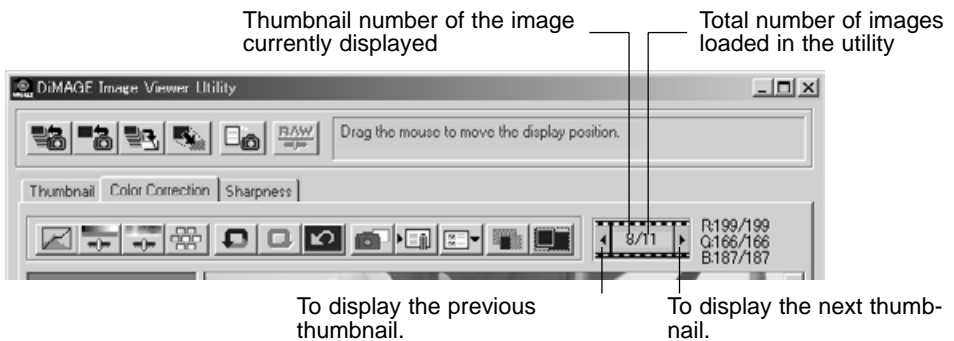 Thumbnail number of the image
currently displayed
Total number of images
loaded in the utility
DiMAGE Image Viewer Utility
RAW
Drag the mouse to move the display position.
Thumbnail
Color Correction
Sharpness
8/11
R:199/199
G:166/166
B:187/187
To display the previous
thumbnail.
To display the next thumb-
nail.